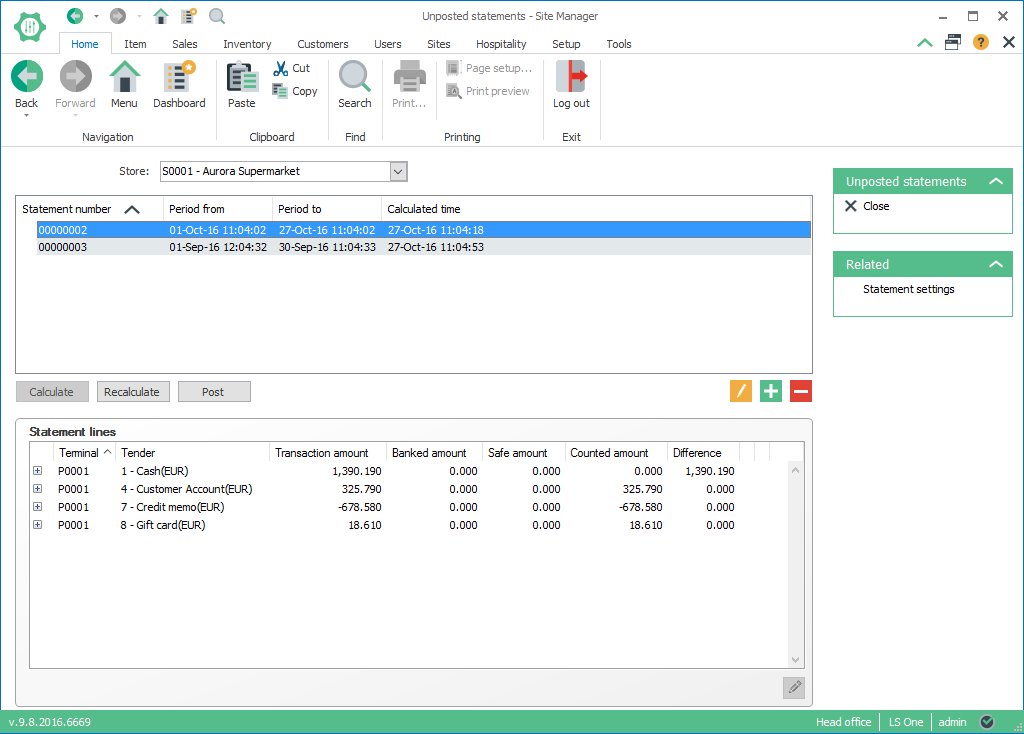 Unposted statements - Site Manager
Home Item Sales Inventory Customers Users Sites Hospitality Setup Tools
?
Back Forward Menu Dashboard Paste Cut Copy Search Print... Page setup... Print preview Log out
Navigation Clipboard Find Printing Exit
Store: S0001 - Aurora Supermarket
Statement number Period from Period to Calculated time
00000002 01-Oct-16 11:04:02 27-Oct-16 11:04:02 27-Oct-16 11:04:18
00000003 01-Sep-16 12:04:32 30-Sep-16 11:04:33 27-Oct-16 11:04:53
Unposted statements
Close
Related
Statement settings
Calculate Recalculate Post
Statement lines
Terminal Tender Transaction amount Banked amount Safe amount Counted amount Difference
P0001 1 - Cash(EUR) 1,390.190 0.000 0.000 0.000 1,390.190
P0001 4 - Customer Account(EUR) 325.790 0.000 0.000 325.790 0.000
P0001 7 - Credit memo(EUR) -678.580 0.000 0.000 -678.580 0.000
P0001 8 - Gift card(EUR) 18.610 0.000 0.000 18.610 0.000
v.9.8.2016.6669 Head office LS One admin